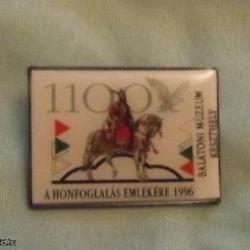 1100
BALATONI MÚZEUM
KESZTHELY
A HONFOGLALÁS EMLÉKÉRE 1996